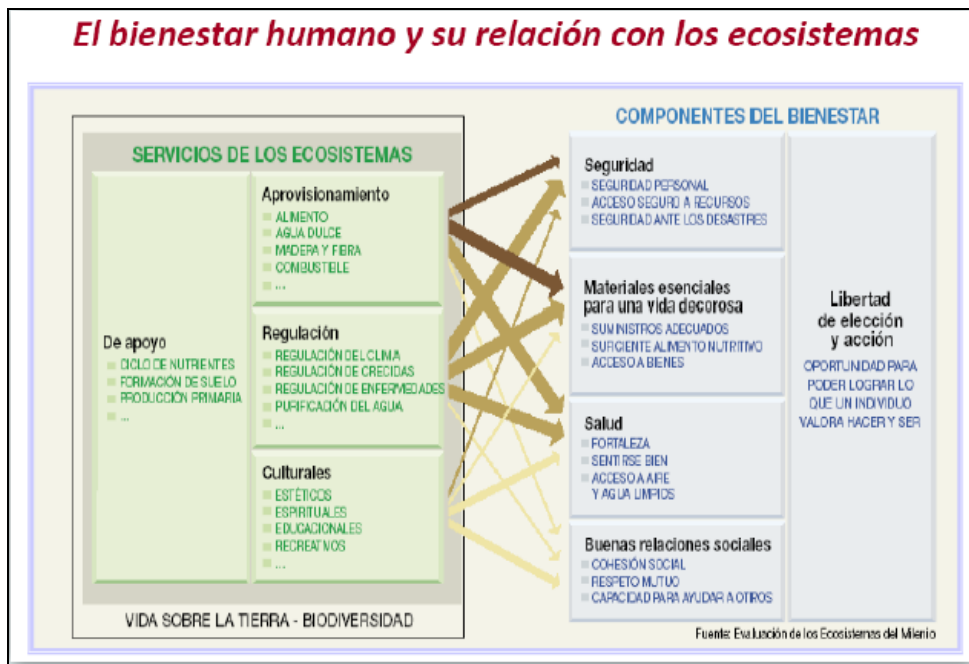 El bienestar humano y su relación con los ecosistemas
SERVICIOS DE LOS ECOSISTEMAS
De apoyo
CICLO DE NUTRIENTES
FORMACIÓN DE SUELO
PRODUCCIÓN PRIMARIA
...
Aprovisionamiento
ALIMENTO
AGUA DULCE
MADERA Y FIBRA
COMBUSTIBLE
...
Regulación
REGULACIÓN DEL CLIMA
REGULACIÓN DE CRECIDAS
REGULACIÓN DE ENFERMEDADES
PURIFICACIÓN DEL AGUA
...
Culturales
ESTÉTICOS
ESPIRITUALES
EDUCACIONALES
RECREATIVOS
...
VIDA SOBRE LA TIERRA - BIODIVERSIDAD
COMPONENTES DEL BIENESTAR
Seguridad
SEGURIDAD PERSONAL
ACCESO SEGURO A RECURSOS
SEGURIDAD ANTE LOS DESASTRES
Materiales esenciales
para una vida decorosa
SUMINISTROS ADECUADOS
SUFICIENTE ALIMENTO NUTRITIVO
ACCESO A BIENES
Salud
FORTALEZA
SENTIRSE BIEN
ACCESO A AIRE
Y AGUA LIMPIOS
Buenas relaciones sociales
COHESIÓN SOCIAL
RESPETO MUTUO
CAPACIDAD PARA AYUDAR A OTROS
Libertad
de elección
y acción
OPORTUNIDAD PARA
PODER LOGRAR LO
QUE UN INDIVIDUO
VALORA HACER Y SER
Fuente: Evaluación de los Ecosistemas del Milenio